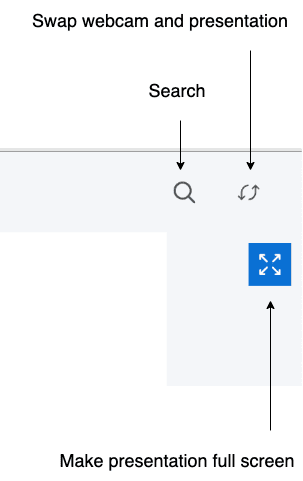 Swap webcam and presentation
Search
Make presentation full screen